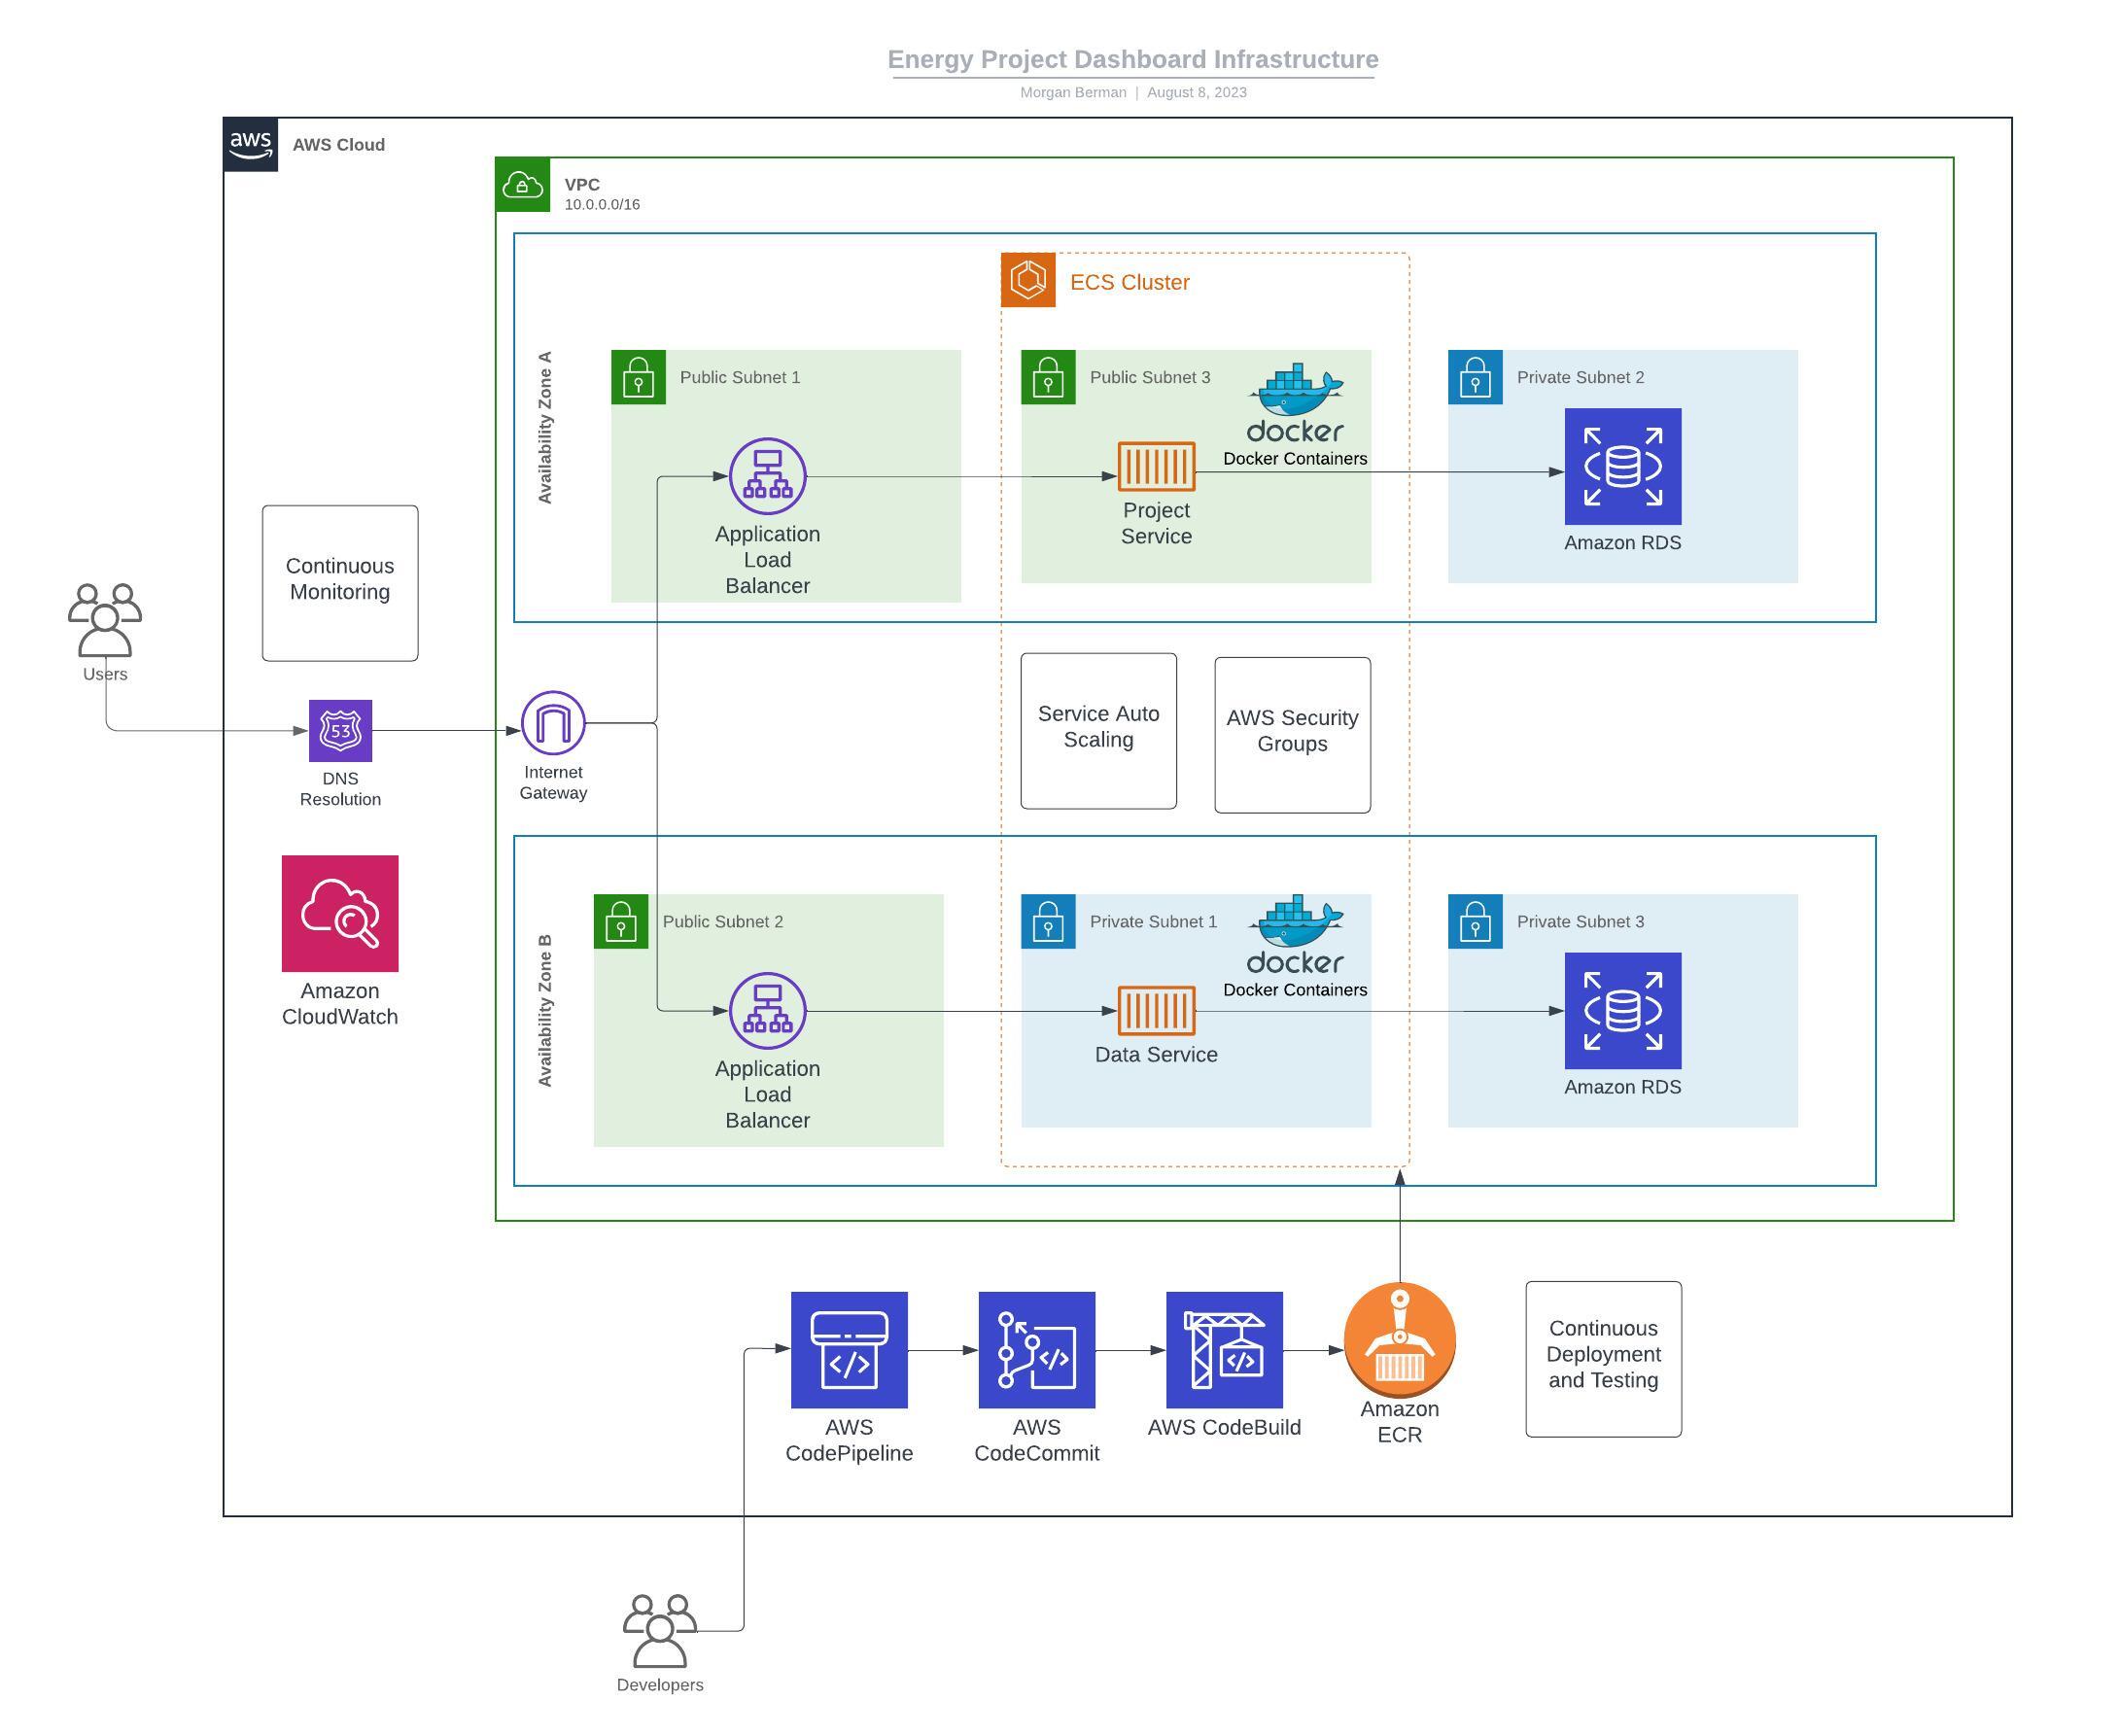 Energy Project Dashboard Infrastructure
Morgan Berman | August 8, 2023
aws
AWS Cloud
VPC
10.0.0.0/16
ECS Cluster
Availability Zone A
Public Subnet 1
Application
Load
Balancer
Public Subnet 3
docker
Docker Containers
Project
Service
Private Subnet 2
Amazon RDS
Continuous
Monitoring
Users
53
DNS
Resolution
Internet
Gateway
Service Auto
Scaling
AWS Security
Groups
Amazon
CloudWatch
Availability Zone B
Public Subnet 2
Application
Load
Balancer
Private Subnet 1
docker
Docker Containers
Data Service
Private Subnet 3
Amazon RDS
</>
AWS
CodePipeline
</>
AWS
CodeCommit
</>
AWS CodeBuild
Amazon
ECR
Continuous
Deployment
and Testing
Developers